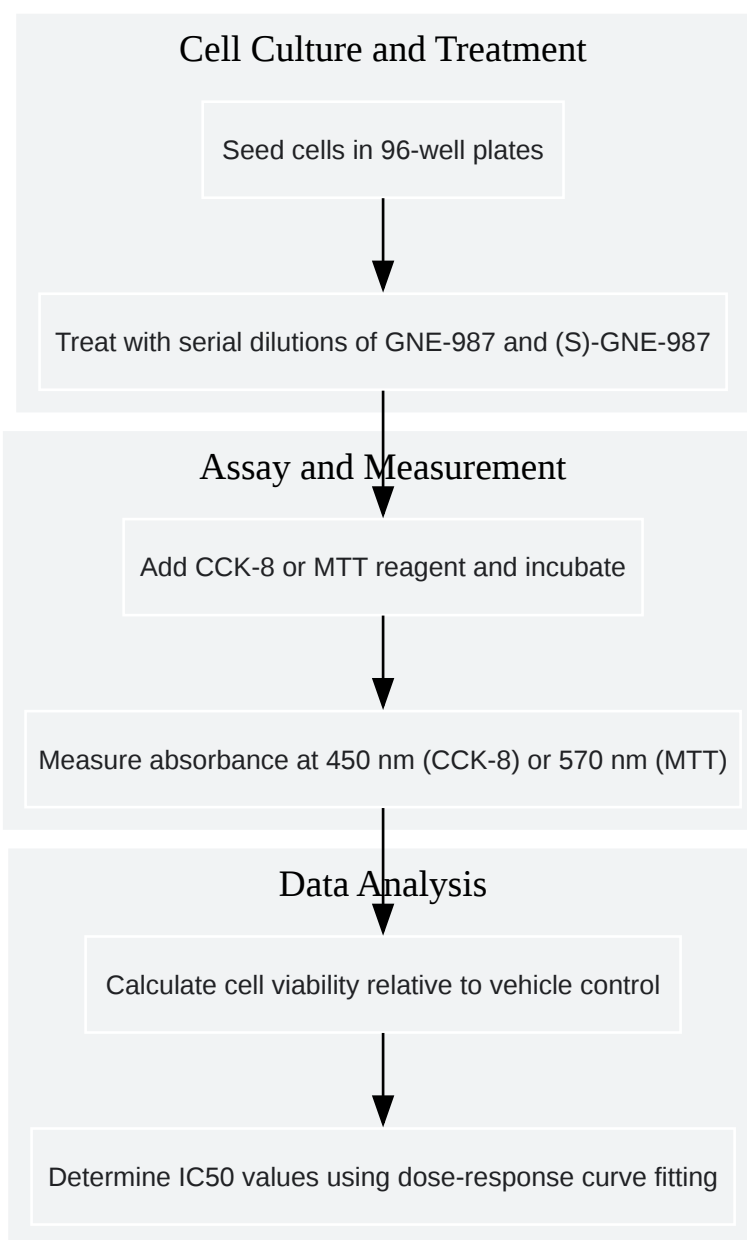 Cell Culture and Treatment
Seed cells in 96-well plates
Treat with serial dilutions of GNE-987 and (S)-GNE-987
Assay and Measurement
Add CCK-8 or MTT reagent and incubate
Measure absorbance at 450 nm (CCK-8) or 570 nm (MTT)
Data Analysis
Calculate cell viability relative to vehicle control
Determine IC50 values using dose-response curve fitting